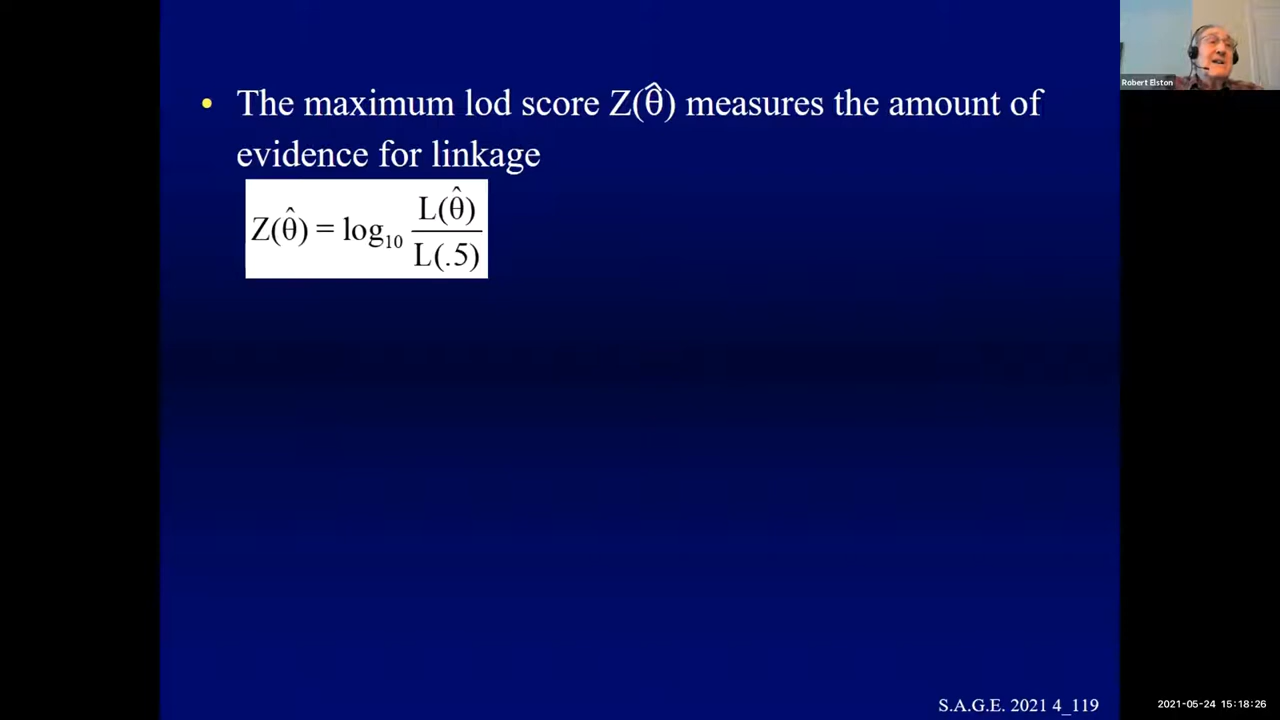 Robert Elston
• The maximum lod score Z(θ̂) measures the amount of
evidence for linkage
Z(θ̂) = log₁₀ L(θ̂) / L(.5)
S.A.G.E. 2021 4_119
2021-05-24 15:18:26